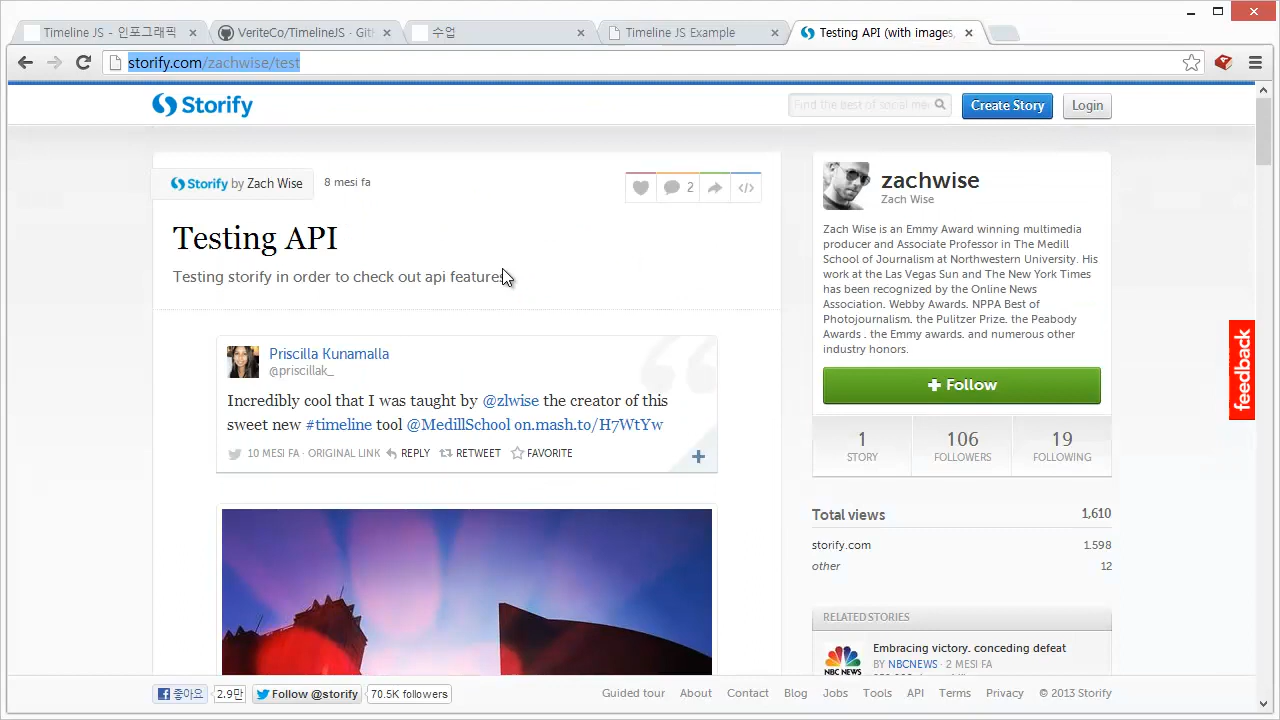 Timeline JS - 인포그래픽
VeriteCo/TimelineJS · Gitl
수업
Timeline JS Example
Testing API (with images,
storify.com/zachwise/test
Storify
Find the best of social me
Create Story
Login
Storify by Zach Wise
8 mesi fa
2
Testing API
Testing storify in order to check out api features
Priscilla Kunamalla
@priscillak_
Incredibly cool that I was taught by @zlwise the creator of this
sweet new #timeline tool @MedillSchool on.mash.to/H7WtYw
10 MESI FA · ORIGINAL LINK REPLY RETWEET FAVORITE
zachwise
Zach Wise
Zach Wise is an Emmy Award winning multimedia
producer and Associate Professor in The Medill
School of Journalism at Northwestern University. His
work at the Las Vegas Sun and The New York Times
has been recognized by the Online News
Association, Webby Awards, NPPA Best of
Photojournalism, the Pulitzer Prize, the Peabody
Awards , the Emmy awards, and numerous other
industry honors.
Follow
1
STORY
106
FOLLOWERS
19
FOLLOWING
Total views 1,610
storify.com 1.598
other 12
RELATED STORIES
Embracing victory, conceding defeat
BY NBCNEWS · 2 MESI FA
NBC NEWS
feedback
좋아요 2.9만
Follow @storify 70.5K followers
Guided tour About Contact Blog Jobs Tools API Terms Privacy © 2013 Storify